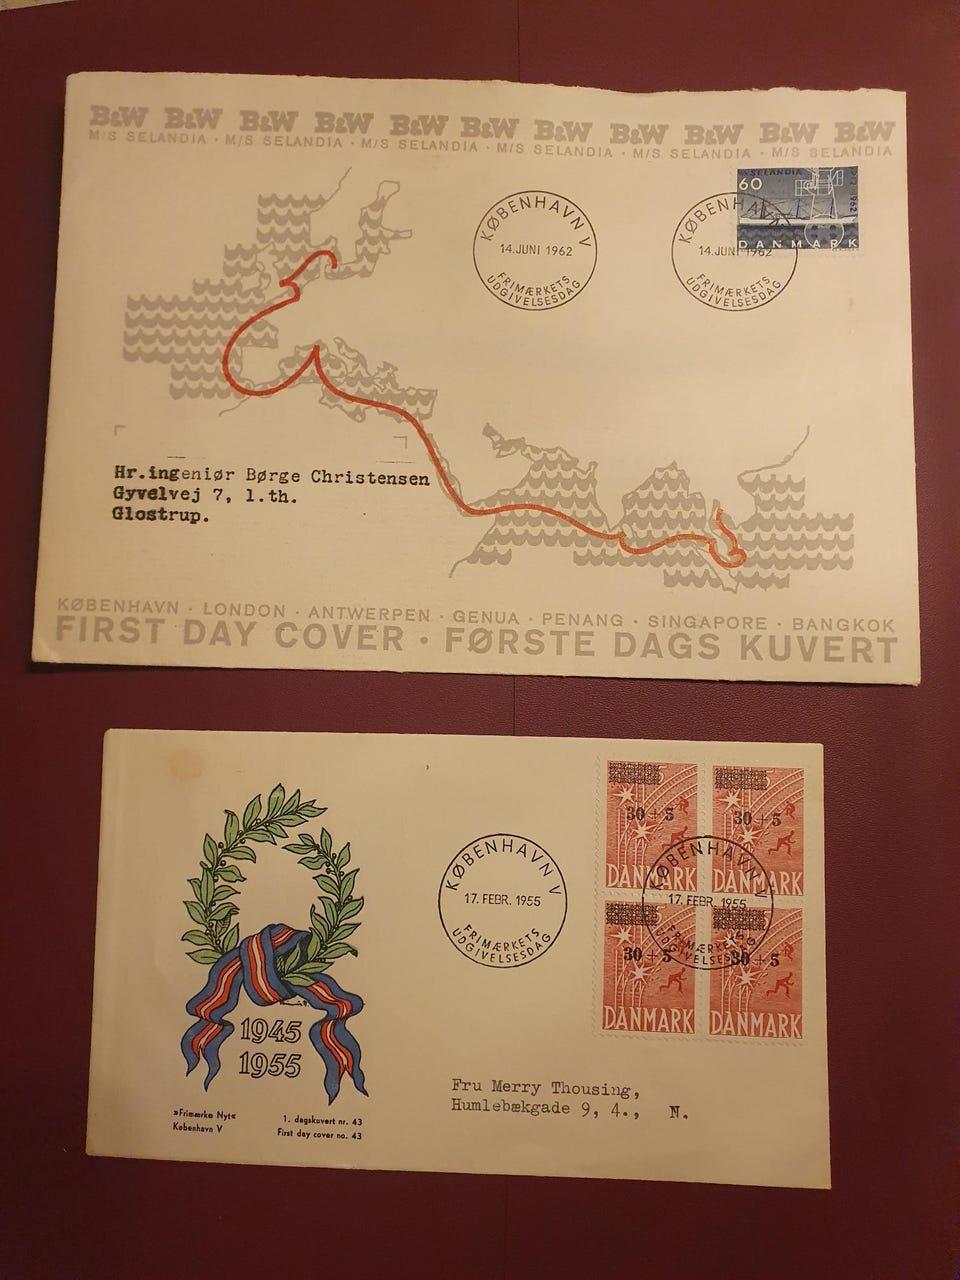 B&W B&W B&W B&W B&W B&W B&W B&W B&W B&W B&W
M/S SELANDIA · M/S SELANDIA · M/S SELANDIA · M/S SELANDIA · M/S SELANDIA · M/S SELANDIA
SELANDIA
60
1962
DANMARK
KØBENHAVN V
14. JUNI 1962
FRIMÆRKETS
UDGIVELSESDAG
KØBENHAVN V
14. JUNI 1962
FRIMÆRKETS
UDGIVELSESDAG
Hr.ingeniør Børge Christensen
Gyvelvej 7, 1.th.
Glostrup.
KØBENHAVN · LONDON · ANTWERPEN · GENUA · PENANG · SINGAPORE · BANGKOK
FIRST DAY COVER · FØRSTE DAGS KUVERT
30 + 5
DANMARK
30 + 5
DANMARK
30 + 5
DANMARK
30 + 5
DANMARK
KØBENHAVN V
17. FEBR. 1955
FRIMÆRKETS
UDGIVELSESDAG
KØBENHAVN V
17. FEBR. 1955
FRIMÆRKETS
UDGIVELSESDAG
1945
1955
»Frimærke Nyt«
København V
1. dagskuvert nr. 43
First day cover no. 43
Fru Merry Thousing,
Humlebækgade 9, 4., N.